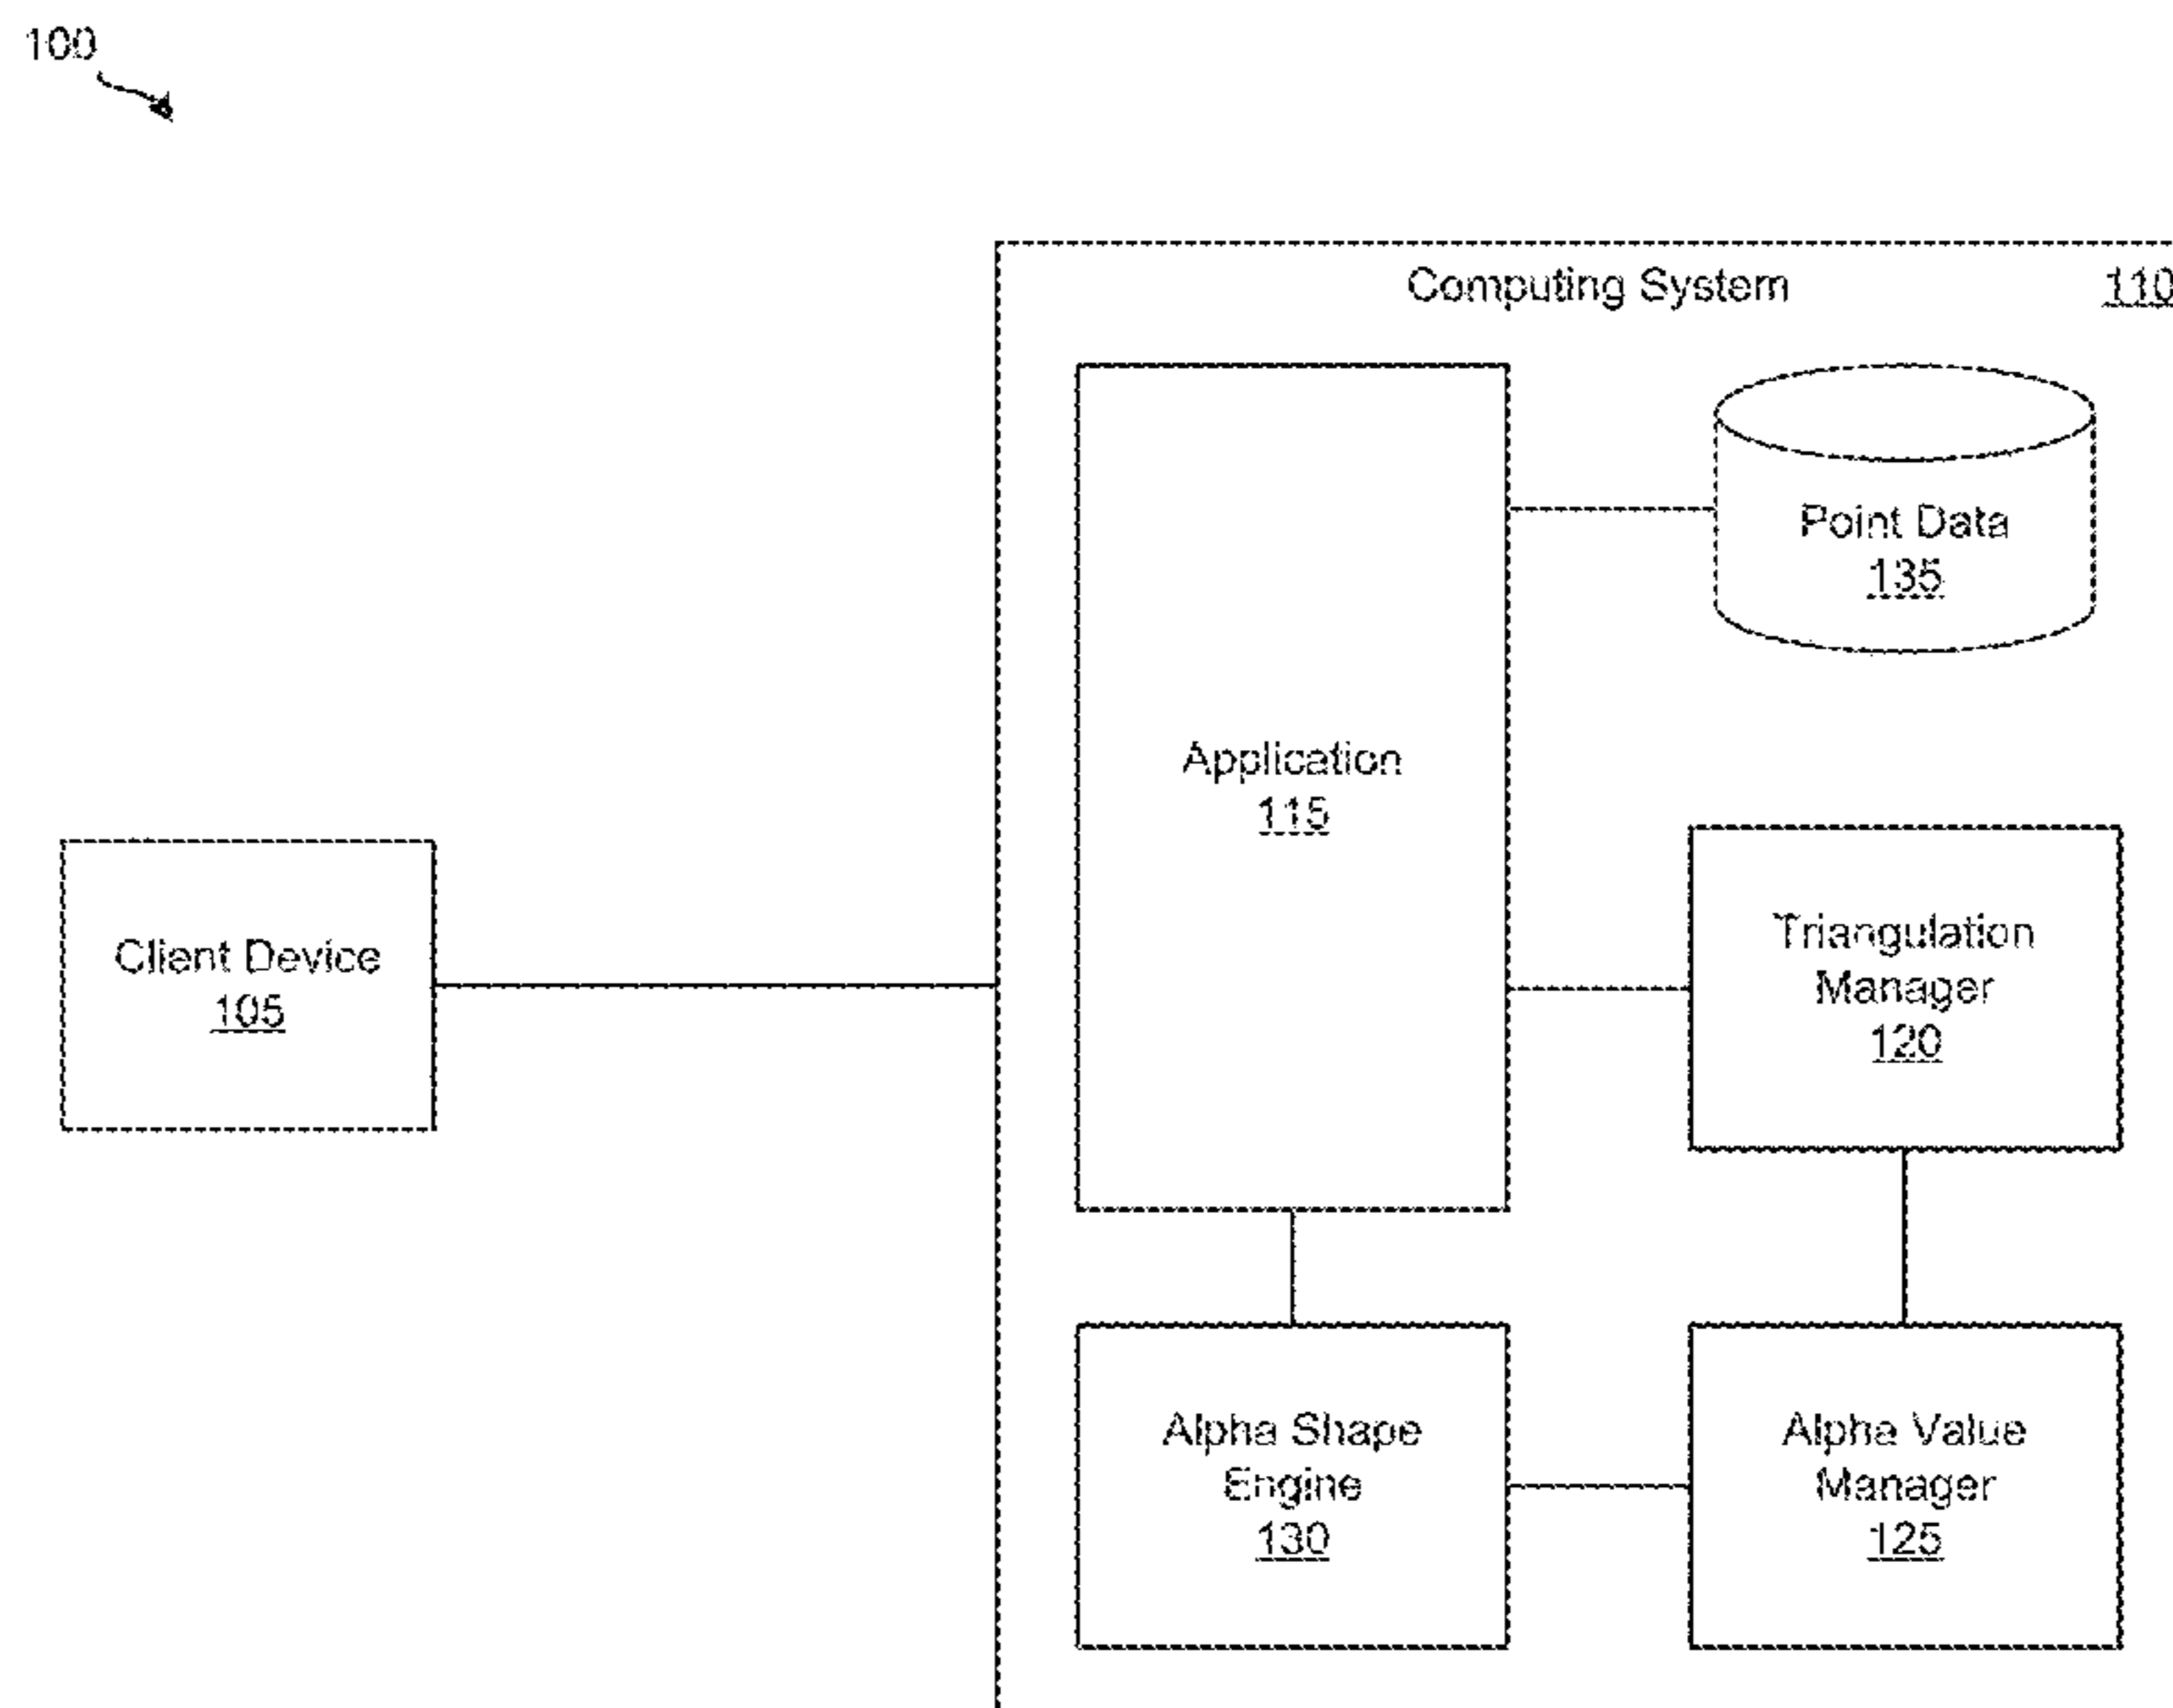 100
Computing System
110
Point Data
135
Application
115
Triangulation
Manager
120
Client Device
105
Alpha Shape
Engine
130
Alpha Value
Manager
125